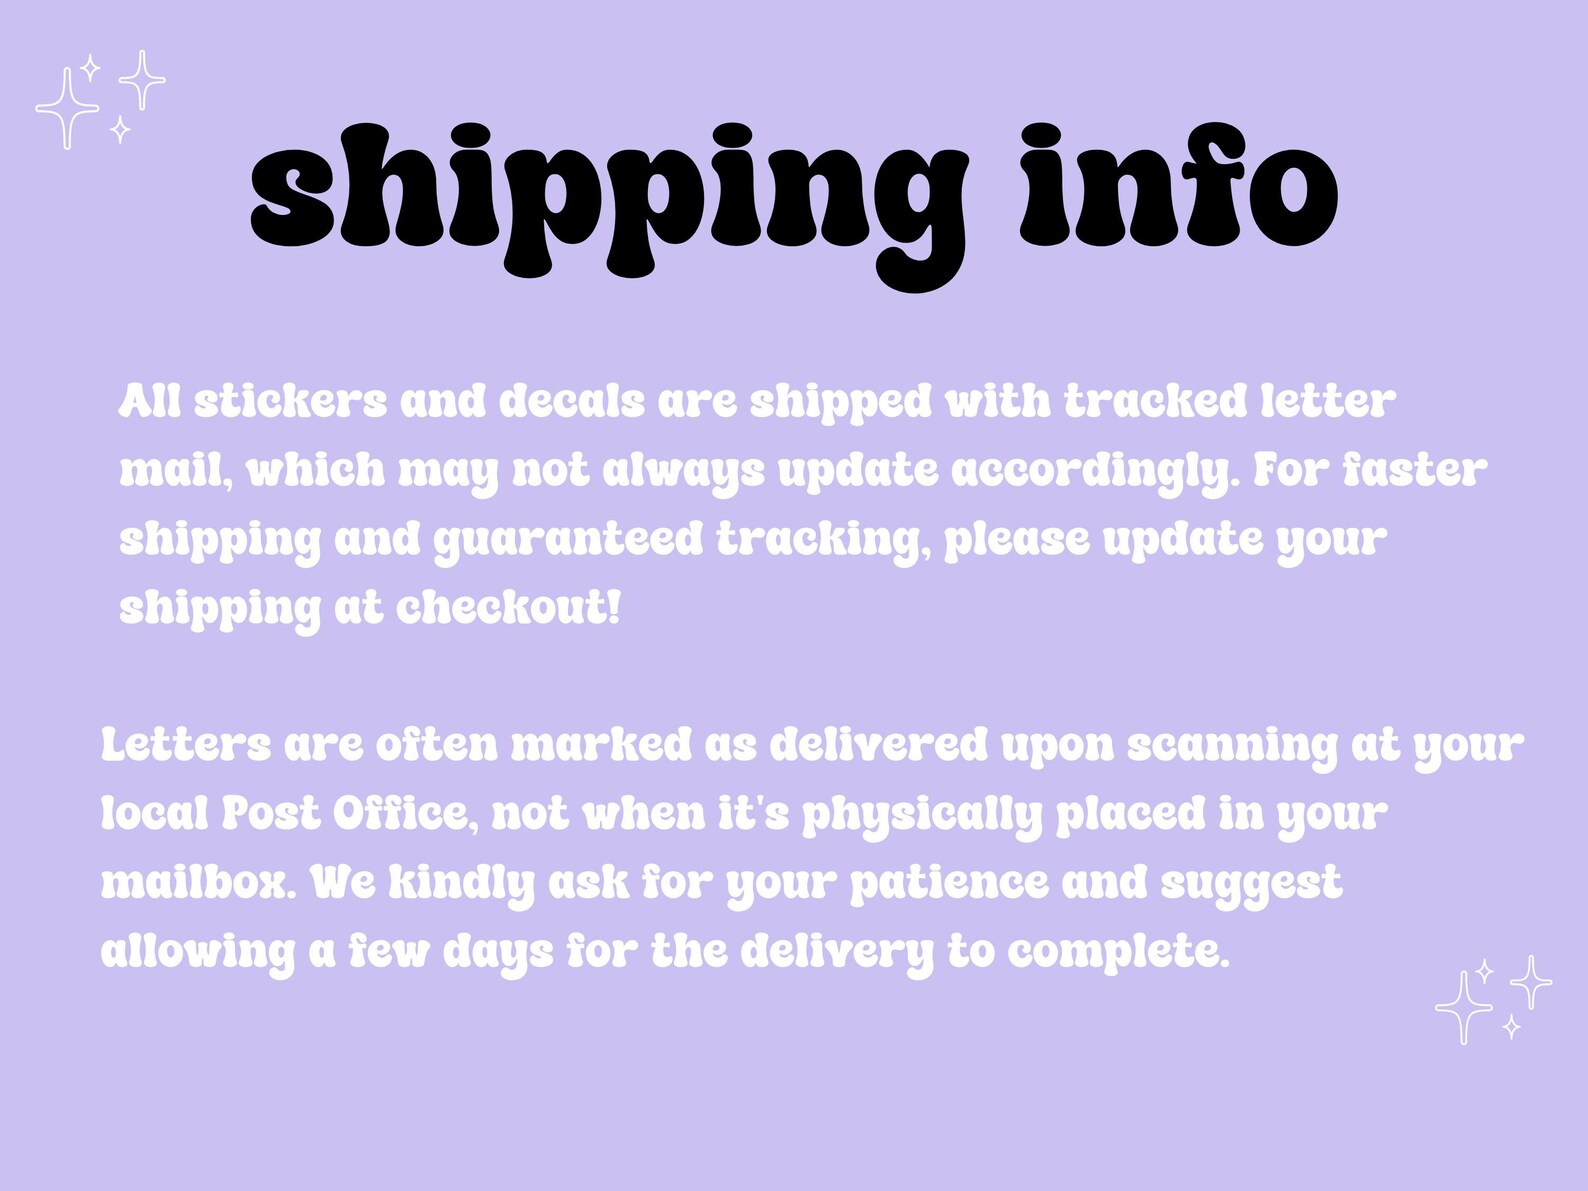 shipping info
All stickers and decals are shipped with tracked letter
mail, which may not always update accordingly. For faster
shipping and guaranteed tracking, please update your
shipping at checkout!
Letters are often marked as delivered upon scanning at your
local Post Office, not when it's physically placed in your
mailbox. We kindly ask for your patience and suggest
allowing a few days for the delivery to complete.